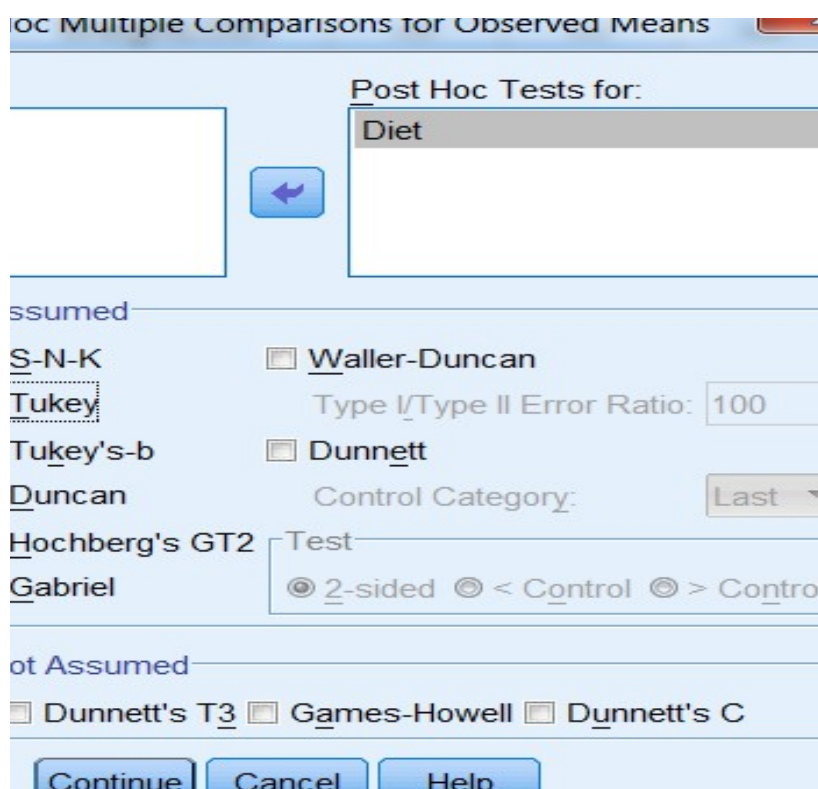 oc Multiple Comparisons for Observed Means
Post Hoc Tests for:
Diet
ssumed
S-N-K Waller-Duncan
Tukey Type I/Type II Error Ratio: 100
Tukey's-b Dunnett
Duncan Control Category: Last
Hochberg's GT2 Test
Gabriel 2-sided < Control > Contro
ot Assumed
Dunnett's T3 Games-Howell Dunnett's C
Continue Cancel Help